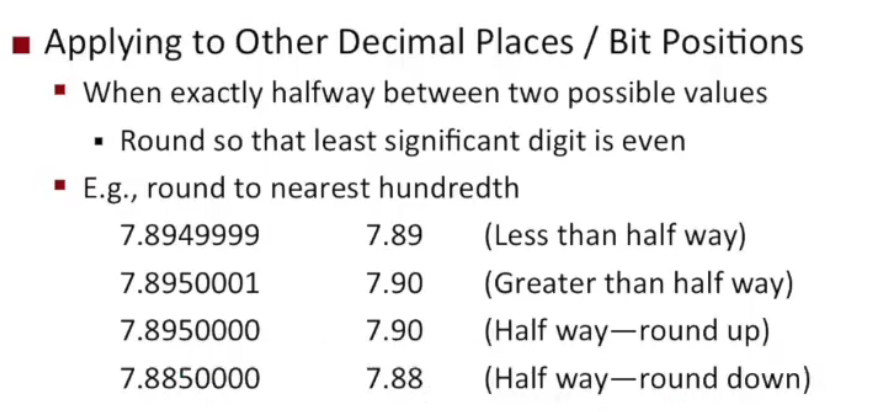 ■ Applying to Other Decimal Places / Bit Positions
▪ When exactly halfway between two possible values
▪ Round so that least significant digit is even
▪ E.g., round to nearest hundredth
7.8949999 7.89 (Less than half way)
7.8950001 7.90 (Greater than half way)
7.8950000 7.90 (Half way—round up)
7.8850000 7.88 (Half way—round down)